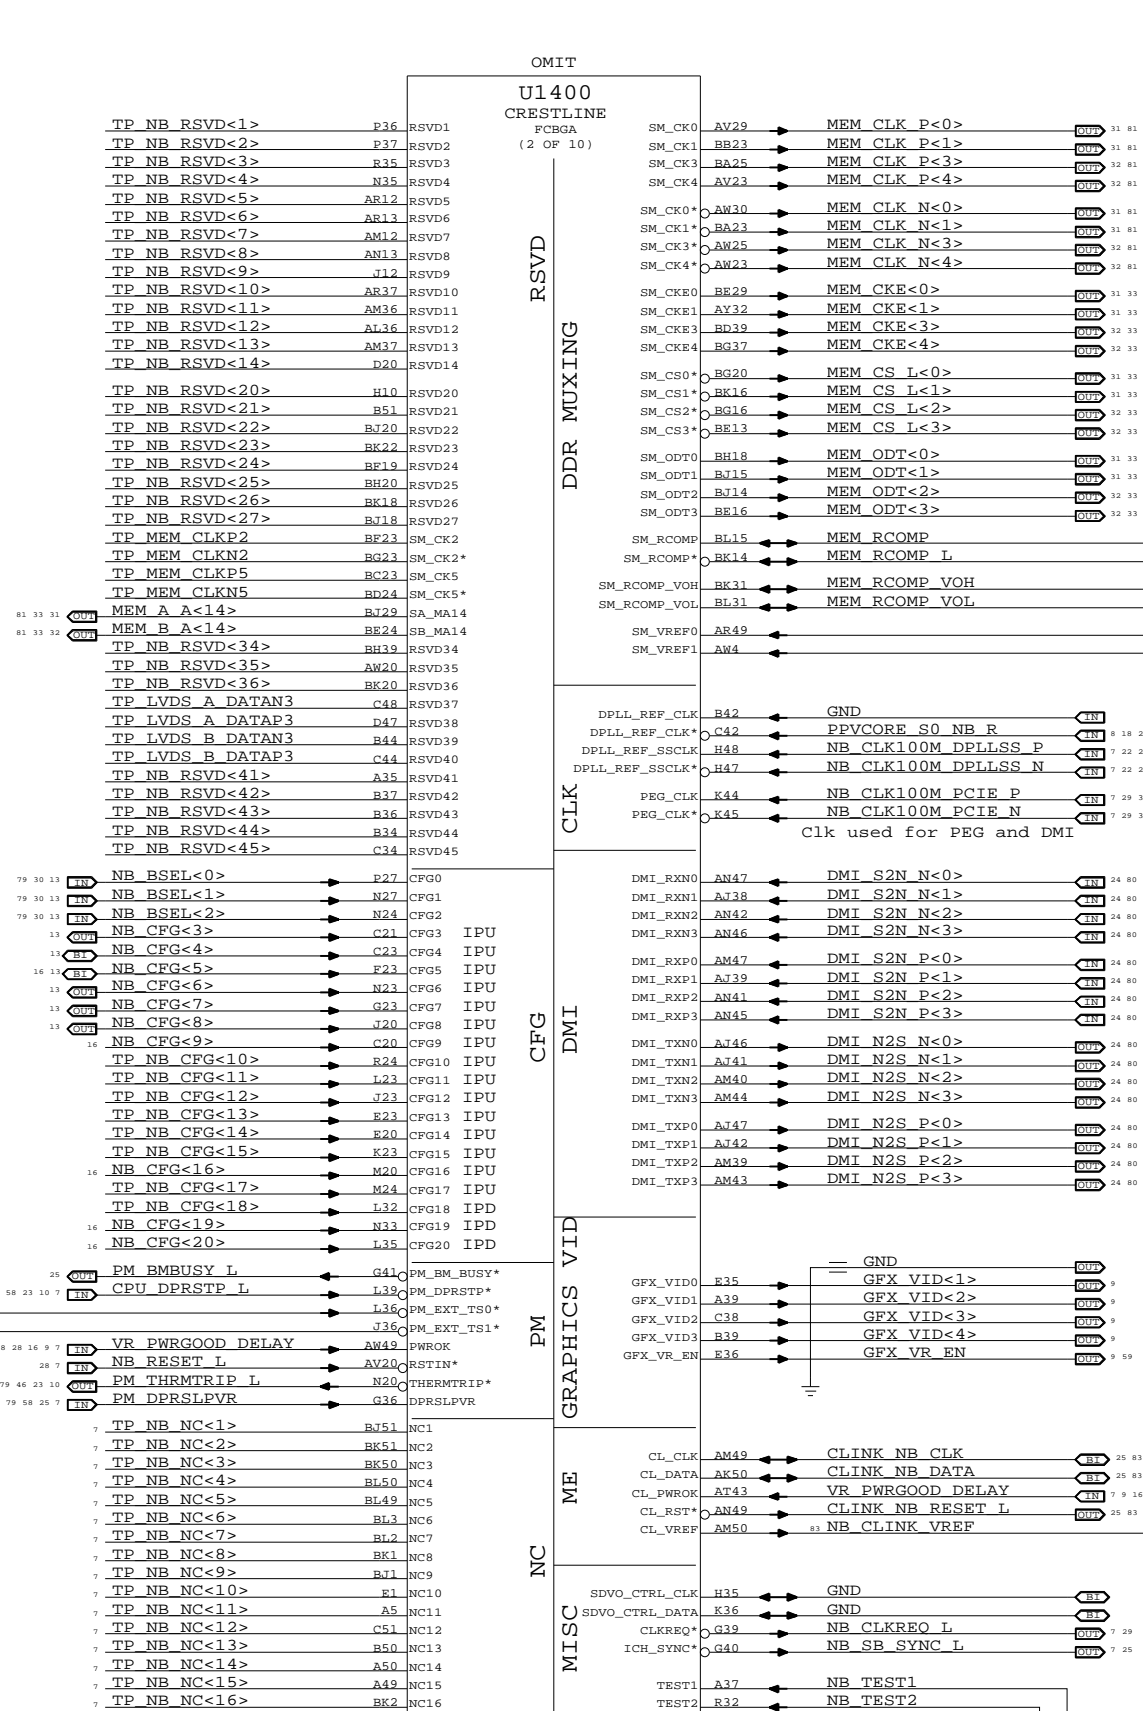 OMIT
U1400
CRESTLINE
FCBGA
(2 OF 10)
RSVD
DDR MUXING
CLK
CFG
DMI
PM
GRAPHICS VID
ME
NC
MISC
TP_NB_RSVD<1> P36 RSVD1
TP_NB_RSVD<2> P37 RSVD2
TP_NB_RSVD<3> R35 RSVD3
TP_NB_RSVD<4> N35 RSVD4
TP_NB_RSVD<5> AR12 RSVD5
TP_NB_RSVD<6> AR13 RSVD6
TP_NB_RSVD<7> AM12 RSVD7
TP_NB_RSVD<8> AN13 RSVD8
TP_NB_RSVD<9> J12 RSVD9
TP_NB_RSVD<10> AR37 RSVD10
TP_NB_RSVD<11> AM36 RSVD11
TP_NB_RSVD<12> AL36 RSVD12
TP_NB_RSVD<13> AM37 RSVD13
TP_NB_RSVD<14> D20 RSVD14
TP_NB_RSVD<20> H10 RSVD20
TP_NB_RSVD<21> B51 RSVD21
TP_NB_RSVD<22> BJ20 RSVD22
TP_NB_RSVD<23> BK22 RSVD23
TP_NB_RSVD<24> BF19 RSVD24
TP_NB_RSVD<25> BH20 RSVD25
TP_NB_RSVD<26> BK18 RSVD26
TP_NB_RSVD<27> BJ18 RSVD27
TP_MEM_CLKP2 BF23 SM_CK2
TP_MEM_CLKN2 BG23 SM_CK2*
TP_MEM_CLKP5 BC23 SM_CK5
TP_MEM_CLKN5 BD24 SM_CK5*
81 33 31 OUT MEM_A_A<14> BJ29 SA_MA14
81 33 32 OUT MEM_B_A<14> BE24 SB_MA14
TP_NB_RSVD<34> BH39 RSVD34
TP_NB_RSVD<35> AW20 RSVD35
TP_NB_RSVD<36> BK20 RSVD36
TP_LVDS_A_DATAN3 C48 RSVD37
TP_LVDS_A_DATAP3 D47 RSVD38
TP_LVDS_B_DATAN3 B44 RSVD39
TP_LVDS_B_DATAP3 C44 RSVD40
TP_NB_RSVD<41> A35 RSVD41
TP_NB_RSVD<42> B37 RSVD42
TP_NB_RSVD<43> B36 RSVD43
TP_NB_RSVD<44> B34 RSVD44
TP_NB_RSVD<45> C34 RSVD45
79 30 13 IN NB_BSEL<0> P27 CFG0
79 30 13 IN NB_BSEL<1> N27 CFG1
79 30 13 IN NB_BSEL<2> N24 CFG2
13 OUT NB_CFG<3> C21 CFG3 IPU
13 BI NB_CFG<4> C23 CFG4 IPU
16 13 BI NB_CFG<5> F23 CFG5 IPU
13 OUT NB_CFG<6> N23 CFG6 IPU
13 OUT NB_CFG<7> G23 CFG7 IPU
13 OUT NB_CFG<8> J20 CFG8 IPU
16 NB_CFG<9> C20 CFG9 IPU
TP_NB_CFG<10> R24 CFG10 IPU
TP_NB_CFG<11> L23 CFG11 IPU
TP_NB_CFG<12> J23 CFG12 IPU
TP_NB_CFG<13> E23 CFG13 IPU
TP_NB_CFG<14> E20 CFG14 IPU
TP_NB_CFG<15> K23 CFG15 IPU
16 NB_CFG<16> M20 CFG16 IPU
TP_NB_CFG<17> M24 CFG17 IPU
TP_NB_CFG<18> L32 CFG18 IPD
16 NB_CFG<19> N33 CFG19 IPD
16 NB_CFG<20> L35 CFG20 IPD
25 OUT PM_BMBUSY_L G41 PM_BM_BUSY*
58 23 10 7 IN CPU_DPRSTP_L L39 PM_DPRSTP*
L36 PM_EXT_TS0*
J36 PM_EXT_TS1*
8 28 16 9 7 IN VR_PWRGOOD_DELAY AW49 PWROK
28 7 IN NB_RESET_L AV20 RSTIN*
79 46 23 10 OUT PM_THRMTRIP_L N20 THERMTRIP*
79 58 25 7 IN PM_DPRSLPVR G36 DPRSLPVR
7 TP_NB_NC<1> BJ51 NC1
7 TP_NB_NC<2> BK51 NC2
7 TP_NB_NC<3> BK50 NC3
7 TP_NB_NC<4> BL50 NC4
7 TP_NB_NC<5> BL49 NC5
7 TP_NB_NC<6> BL3 NC6
7 TP_NB_NC<7> BL2 NC7
7 TP_NB_NC<8> BK1 NC8
7 TP_NB_NC<9> BJ1 NC9
7 TP_NB_NC<10> E1 NC10
7 TP_NB_NC<11> A5 NC11
7 TP_NB_NC<12> C51 NC12
7 TP_NB_NC<13> B50 NC13
7 TP_NB_NC<14> A50 NC14
7 TP_NB_NC<15> A49 NC15
7 TP_NB_NC<16> BK2 NC16
SM_CK0 AV29 MEM_CLK_P<0> OUT 31 81
SM_CK1 BB23 MEM_CLK_P<1> OUT 31 81
SM_CK3 BA25 MEM_CLK_P<3> OUT 32 81
SM_CK4 AV23 MEM_CLK_P<4> OUT 32 81
SM_CK0* AW30 MEM_CLK_N<0> OUT 31 81
SM_CK1* BA23 MEM_CLK_N<1> OUT 31 81
SM_CK3* AW25 MEM_CLK_N<3> OUT 32 81
SM_CK4* AW23 MEM_CLK_N<4> OUT 32 81
SM_CKE0 BE29 MEM_CKE<0> OUT 31 33
SM_CKE1 AY32 MEM_CKE<1> OUT 31 33
SM_CKE3 BD39 MEM_CKE<3> OUT 32 33
SM_CKE4 BG37 MEM_CKE<4> OUT 32 33
SM_CS0* BG20 MEM_CS_L<0> OUT 31 33
SM_CS1* BK16 MEM_CS_L<1> OUT 31 33
SM_CS2* BG16 MEM_CS_L<2> OUT 32 33
SM_CS3* BE13 MEM_CS_L<3> OUT 32 33
SM_ODT0 BH18 MEM_ODT<0> OUT 31 33
SM_ODT1 BJ15 MEM_ODT<1> OUT 31 33
SM_ODT2 BJ14 MEM_ODT<2> OUT 32 33
SM_ODT3 BE16 MEM_ODT<3> OUT 32 33
SM_RCOMP BL15 MEM_RCOMP
SM_RCOMP* BK14 MEM_RCOMP_L
SM_RCOMP_VOH BK31 MEM_RCOMP_VOH
SM_RCOMP_VOL BL31 MEM_RCOMP_VOL
SM_VREF0 AR49
SM_VREF1 AW4
DPLL_REF_CLK B42 GND IN
DPLL_REF_CLK* C42 PPVCORE_S0_NB_R IN 8 18 2
DPLL_REF_SSCLK H48 NB_CLK100M_DPLLSS_P IN 7 22 2
DPLL_REF_SSCLK* H47 NB_CLK100M_DPLLSS_N IN 7 22 2
PEG_CLK K44 NB_CLK100M_PCIE_P IN 7 29 3
PEG_CLK* K45 NB_CLK100M_PCIE_N IN 7 29 3
Clk used for PEG and DMI
DMI_RXN0 AN47 DMI_S2N_N<0> IN 24 80
DMI_RXN1 AJ38 DMI_S2N_N<1> IN 24 80
DMI_RXN2 AN42 DMI_S2N_N<2> IN 24 80
DMI_RXN3 AN46 DMI_S2N_N<3> IN 24 80
DMI_RXP0 AM47 DMI_S2N_P<0> IN 24 80
DMI_RXP1 AJ39 DMI_S2N_P<1> IN 24 80
DMI_RXP2 AN41 DMI_S2N_P<2> IN 24 80
DMI_RXP3 AN45 DMI_S2N_P<3> IN 24 80
DMI_TXN0 AJ46 DMI_N2S_N<0> OUT 24 80
DMI_TXN1 AJ41 DMI_N2S_N<1> OUT 24 80
DMI_TXN2 AM40 DMI_N2S_N<2> OUT 24 80
DMI_TXN3 AM44 DMI_N2S_N<3> OUT 24 80
DMI_TXP0 AJ47 DMI_N2S_P<0> OUT 24 80
DMI_TXP1 AJ42 DMI_N2S_P<1> OUT 24 80
DMI_TXP2 AM39 DMI_N2S_P<2> OUT 24 80
DMI_TXP3 AM43 DMI_N2S_P<3> OUT 24 80
GND OUT
GFX_VID0 E35 GFX_VID<1> OUT 9
GFX_VID1 A39 GFX_VID<2> OUT 9
GFX_VID2 C38 GFX_VID<3> OUT 9
GFX_VID3 B39 GFX_VID<4> OUT 9
GFX_VR_EN E36 GFX_VR_EN OUT 9 59
CL_CLK AM49 CLINK_NB_CLK BI 25 83
CL_DATA AK50 CLINK_NB_DATA BI 25 83
CL_PWROK AT43 VR_PWRGOOD_DELAY IN 7 9 16
CL_RST* AN49 CLINK_NB_RESET_L OUT 25 83
CL_VREF AM50 83 NB_CLINK_VREF
SDVO_CTRL_CLK H35 GND BI
SDVO_CTRL_DATA K36 GND BI
CLKREQ* G39 NB_CLKREQ_L OUT 7 29
ICH_SYNC* G40 NB_SB_SYNC_L OUT 7 25
TEST1 A37 NB_TEST1
TEST2 R32 NB_TEST2